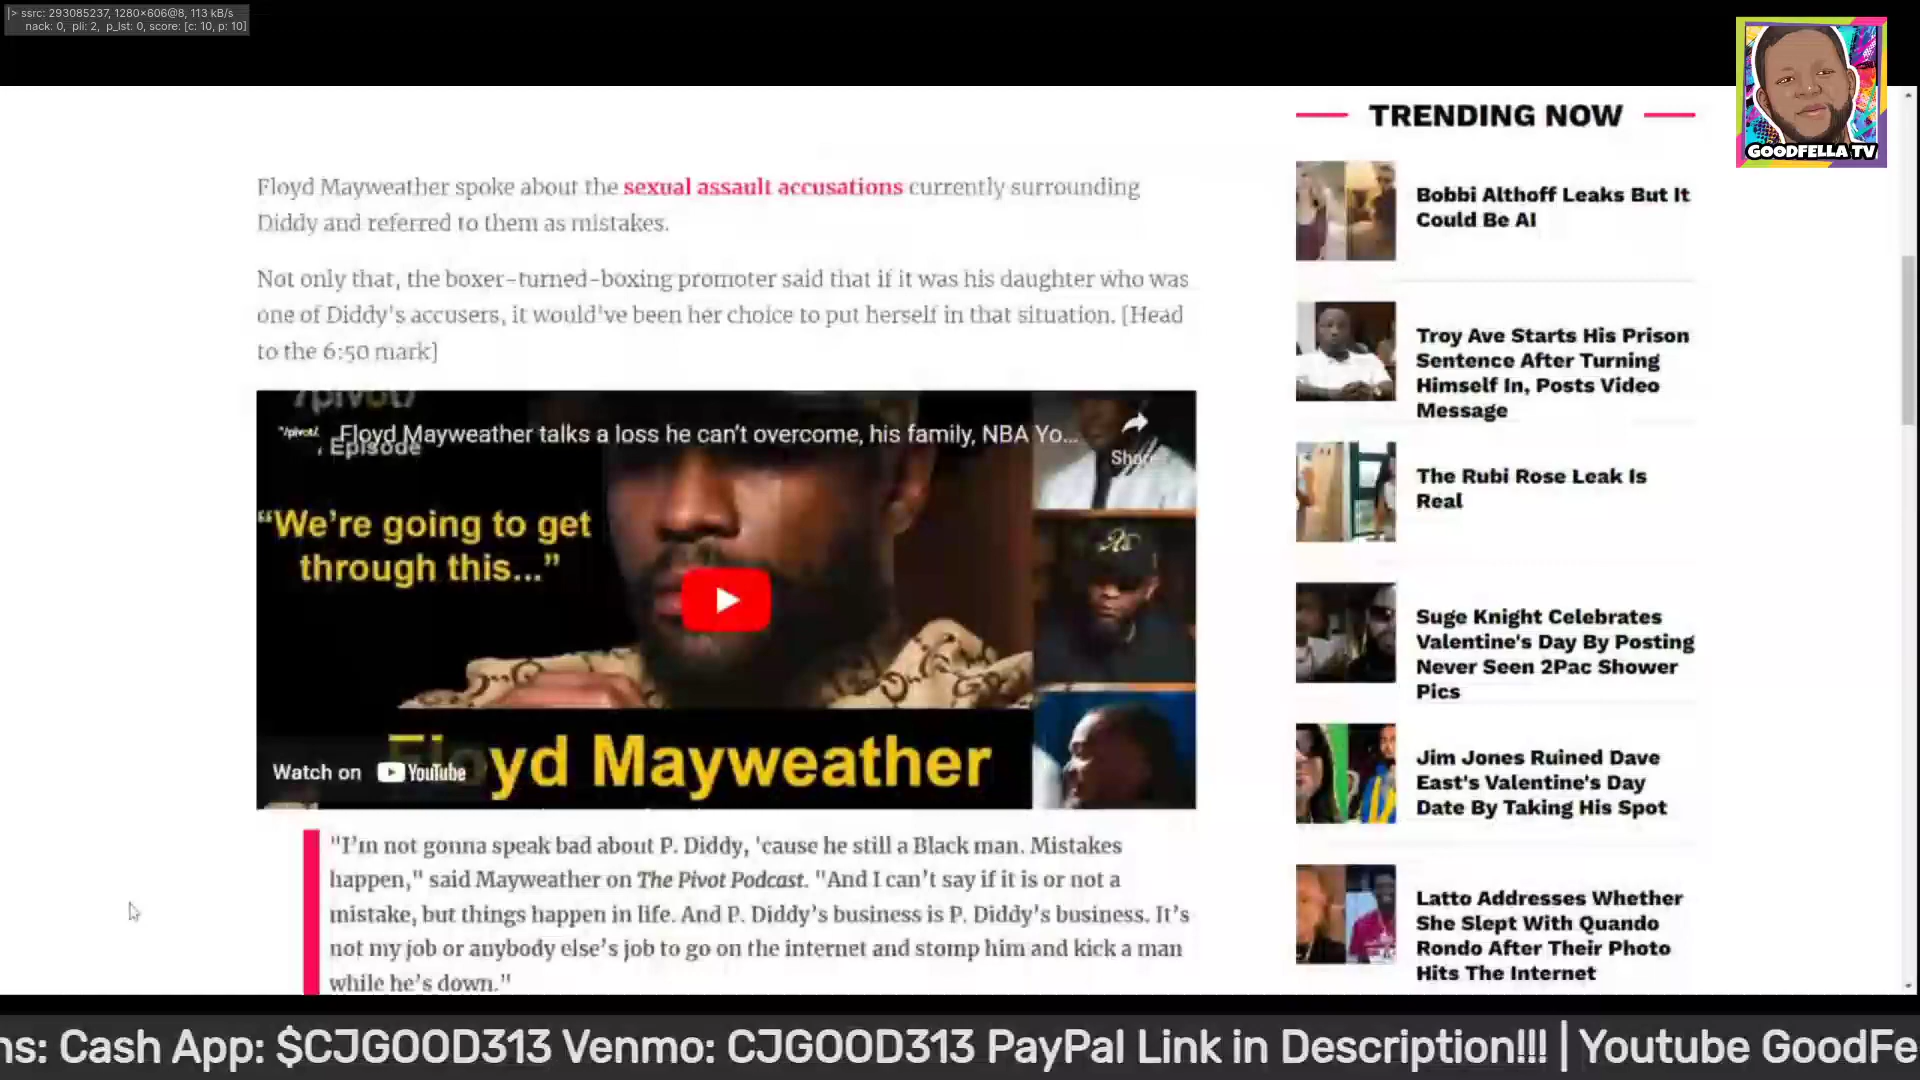 |> ssrc: 293085237, 1280×606@8, 113 kB/s
nack: 0, pli: 2, p_lst: 0, score: [c: 10, p: 10]
GOODFELLA TV
Floyd Mayweather spoke about the sexual assault accusations currently surrounding
Diddy and referred to them as mistakes.
Not only that, the boxer-turned-boxing promoter said that if it was his daughter who was
one of Diddy's accusers, it would've been her choice to put herself in that situation. [Head
to the 6:50 mark]
/pivot/
"/pivot/.
Floyd Mayweather talks a loss he can't overcome, his family, NBA Yo...
Episode
Share
"We're going to get
through this..."
Floyd Mayweather
Watch on YouTube
"I'm not gonna speak bad about P. Diddy, 'cause he still a Black man. Mistakes
happen," said Mayweather on The Pivot Podcast. "And I can't say if it is or not a
mistake, but things happen in life. And P. Diddy's business is P. Diddy's business. It's
not my job or anybody else's job to go on the internet and stomp him and kick a man
while he's down."
TRENDING NOW
Bobbi Althoff Leaks But It
Could Be AI
Troy Ave Starts His Prison
Sentence After Turning
Himself In, Posts Video
Message
The Rubi Rose Leak Is
Real
Suge Knight Celebrates
Valentine's Day By Posting
Never Seen 2Pac Shower
Pics
Jim Jones Ruined Dave
East's Valentine's Day
Date By Taking His Spot
Latto Addresses Whether
She Slept With Quando
Rondo After Their Photo
Hits The Internet
ns: Cash App: $CJGOOD313 Venmo: CJGOOD313 PayPal Link in Description!!! | Youtube GoodFe